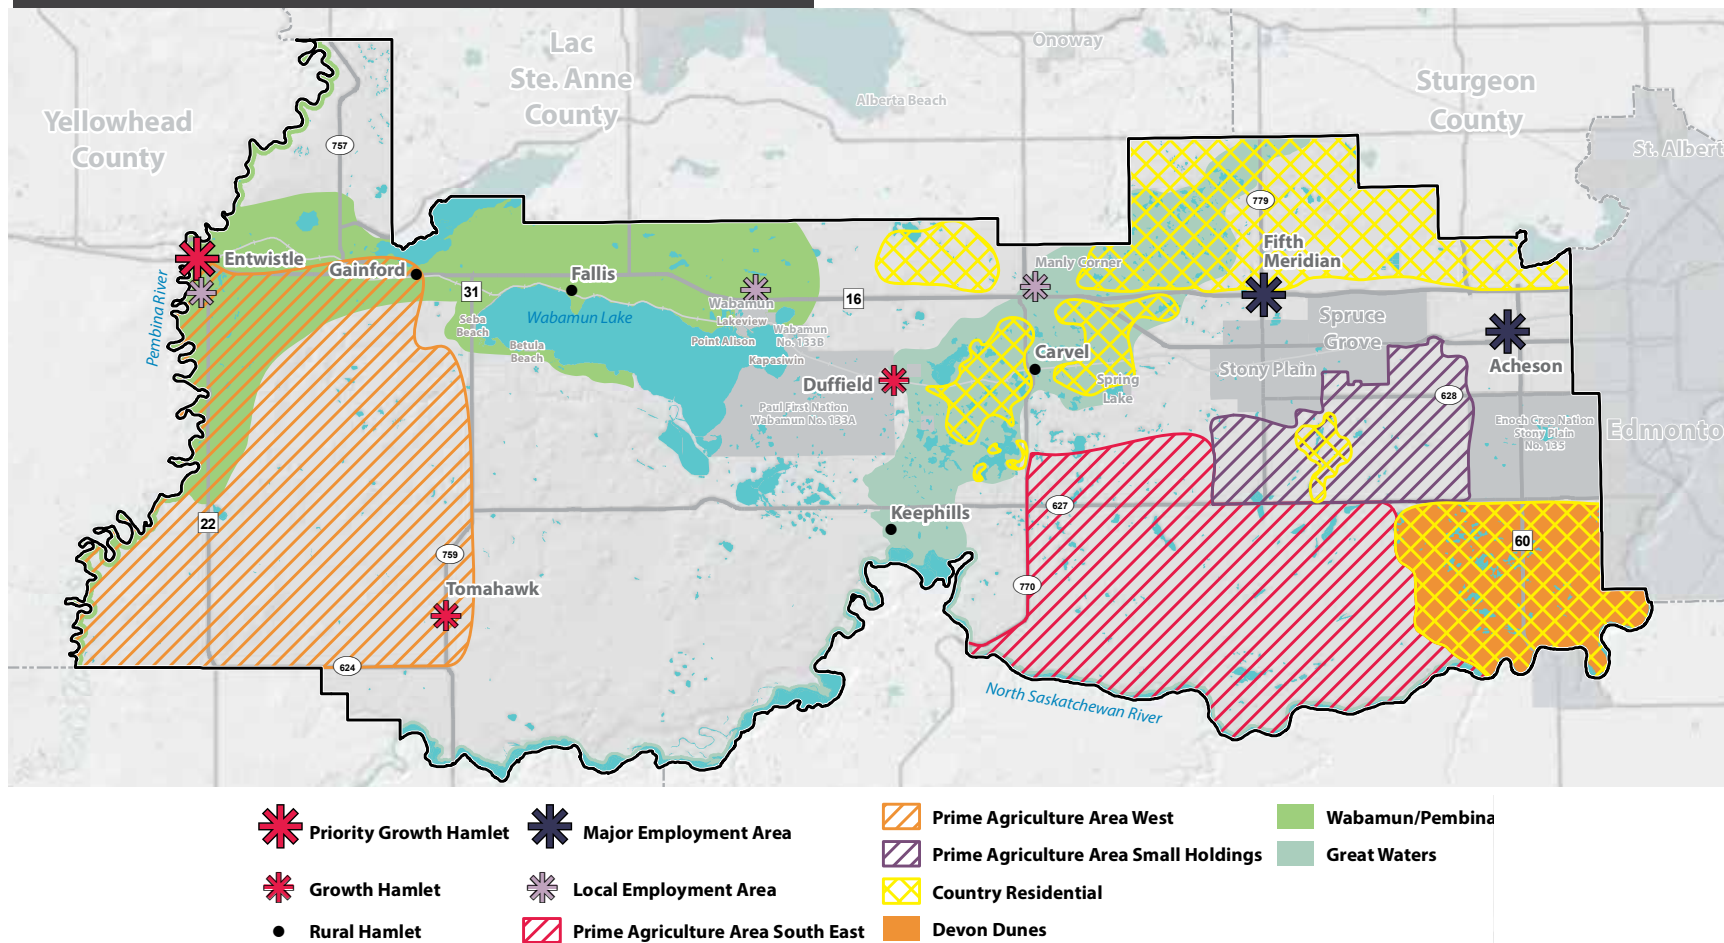 Lac
Ste. Anne
County
Onoway
Alberta Beach
Sturgeon
County
Yellowhead
County
St. Albert
757
779
Entwistle
Gainford
Fallis
Fifth
Meridian
Manly Corner
31
16
Wabamun
Lakeview
Point Alison
Wabamun
No. 133B
Kapasiwin
Seba
Beach
Betula
Beach
Wabamun Lake
Pembina River
Spruce
Grove
Stony Plain
Acheson
Carvel
Spring
Lake
Duffield
Paul First Nation
Wabamun No. 133A
628
Enoch Cree Nation
Stony Plain
No. 135
Edmonto
Keephills
627
22
759
60
Tomahawk
770
624
North Saskatchewan River
Priority Growth Hamlet
Growth Hamlet
Rural Hamlet
Major Employment Area
Local Employment Area
Prime Agriculture Area South East
Prime Agriculture Area West
Prime Agriculture Area Small Holdings
Country Residential
Devon Dunes
Wabamun/Pembina
Great Waters